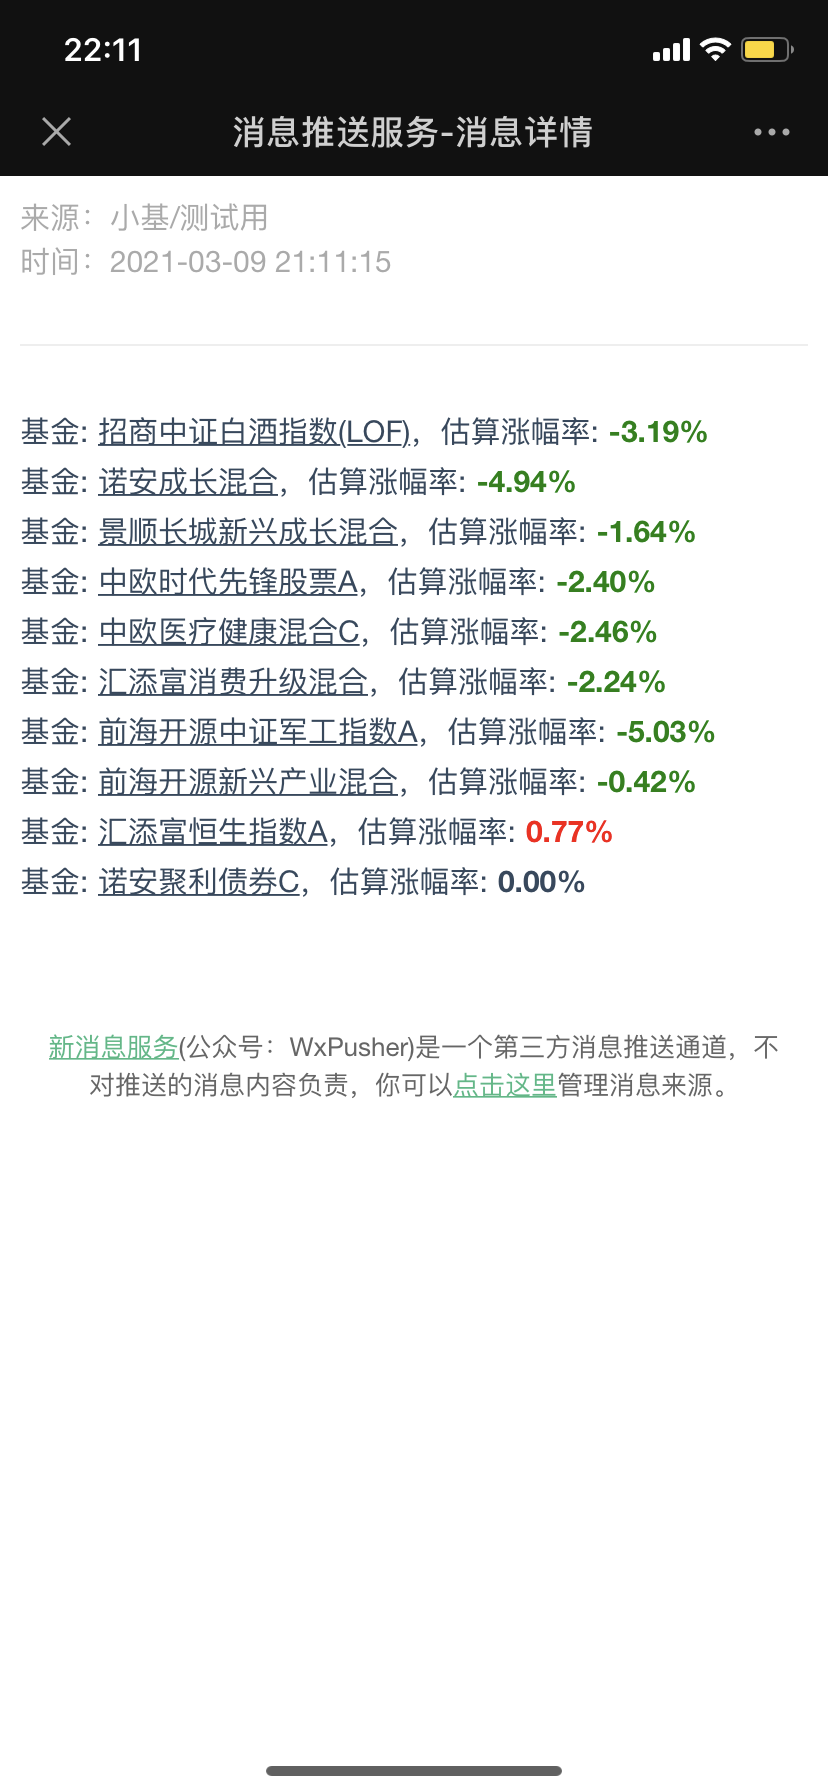 22:11
消息推送服务-消息详情
来源：小基/测试用
时间：2021-03-09 21:11:15
基金: 招商中证白酒指数(LOF)，估算涨幅率: -3.19%
基金: 诺安成长混合，估算涨幅率: -4.94%
基金: 景顺长城新兴成长混合，估算涨幅率: -1.64%
基金: 中欧时代先锋股票A，估算涨幅率: -2.40%
基金: 中欧医疗健康混合C，估算涨幅率: -2.46%
基金: 汇添富消费升级混合，估算涨幅率: -2.24%
基金: 前海开源中证军工指数A，估算涨幅率: -5.03%
基金: 前海开源新兴产业混合，估算涨幅率: -0.42%
基金: 汇添富恒生指数A，估算涨幅率: 0.77%
基金: 诺安聚利债券C，估算涨幅率: 0.00%
新消息服务(公众号：WxPusher)是一个第三方消息推送通道，不
对推送的消息内容负责，你可以点击这里管理消息来源。